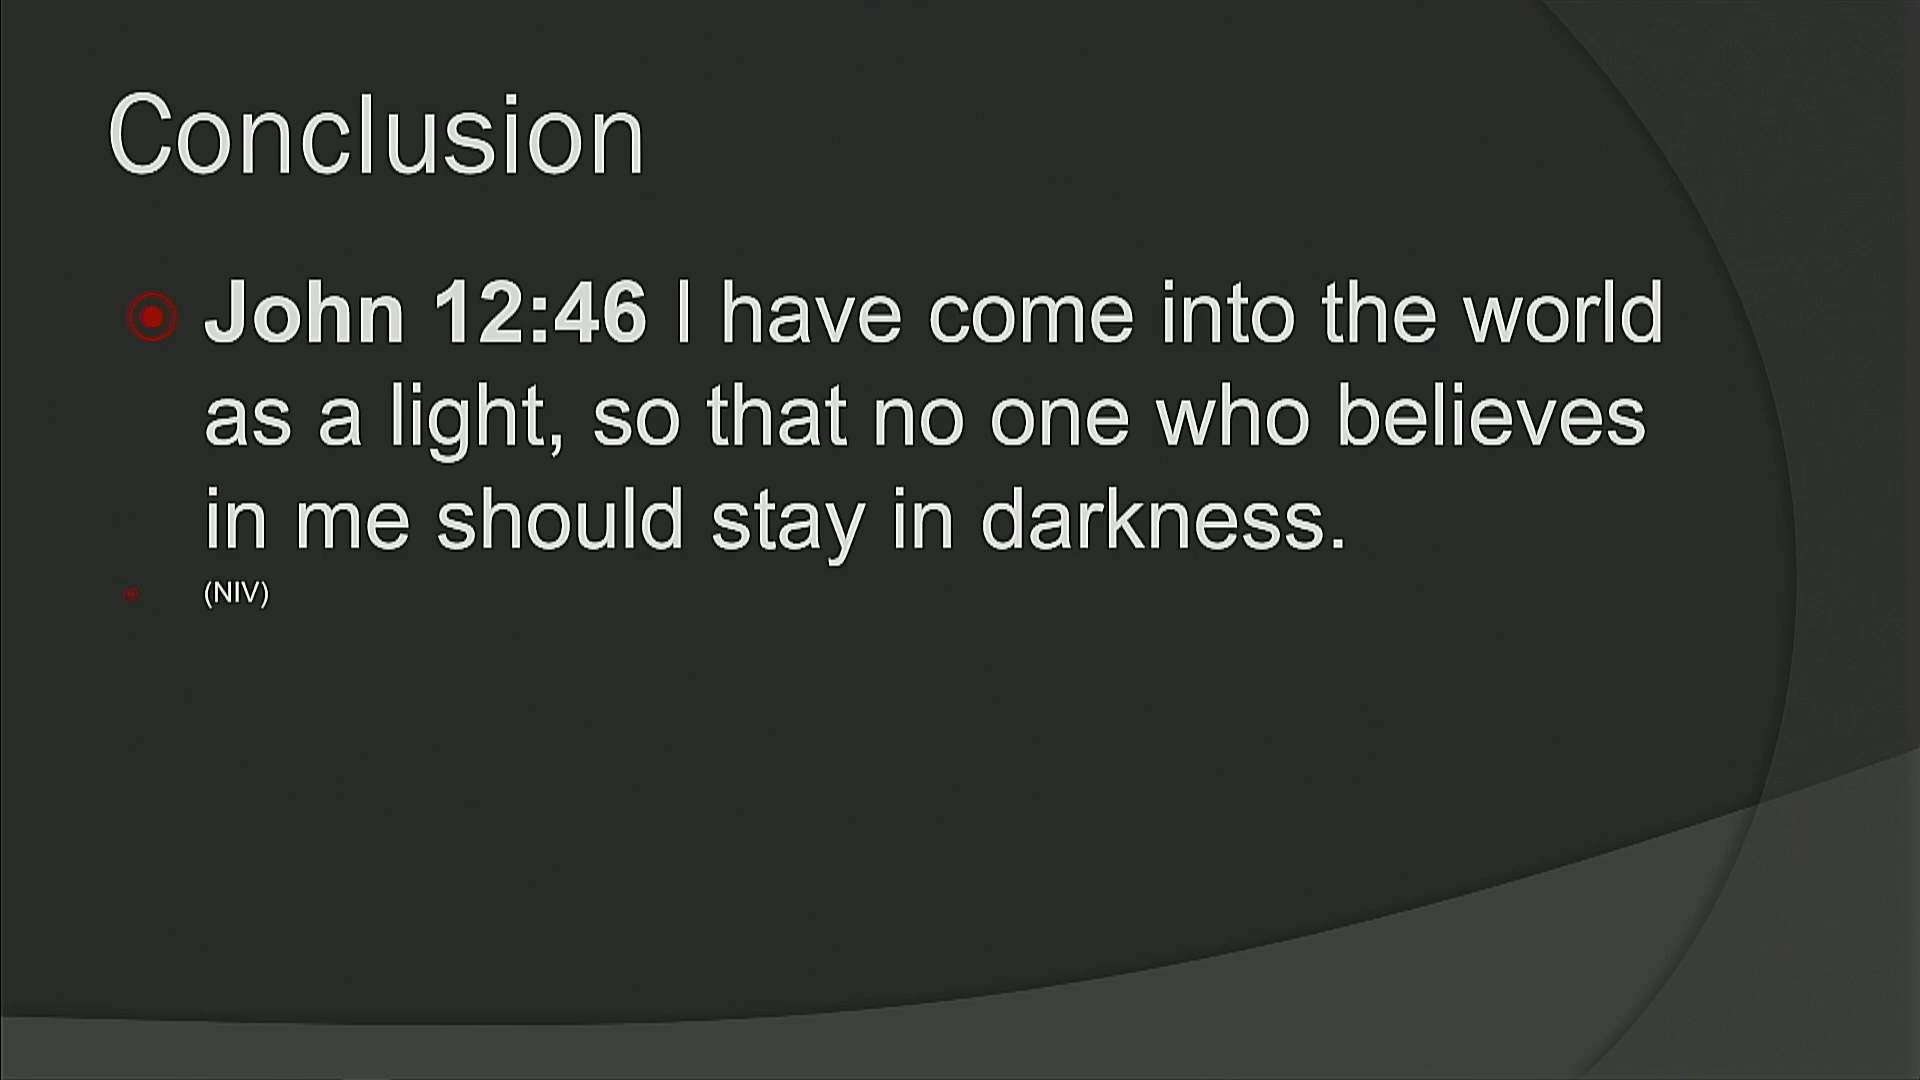 Conclusion
John 12:46 I have come into the world
as a light, so that no one who believes
in me should stay in darkness.
(NIV)